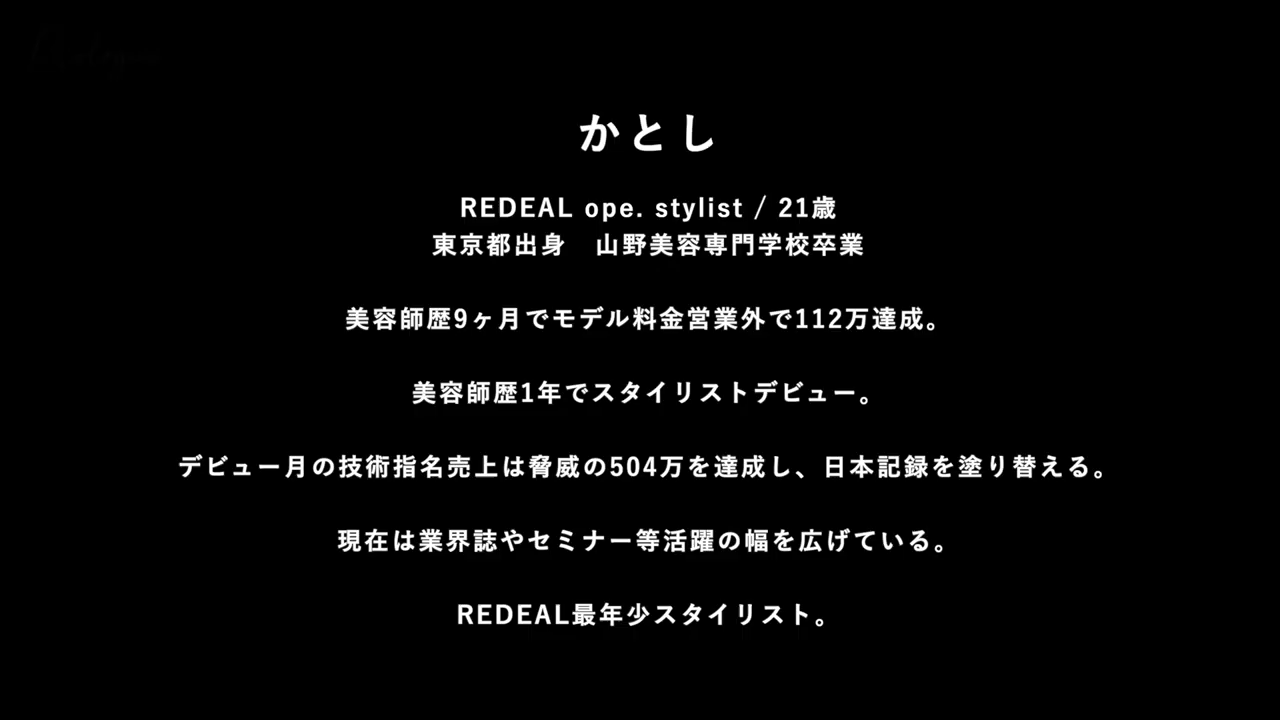 かとし
REDEAL ope. stylist / 21歳
東京都出身　山野美容専門学校卒業
美容師歴9ヶ月でモデル料金営業外で112万達成。
美容師歴1年でスタイリストデビュー。
デビュー月の技術指名売上は脅威の504万を達成し、日本記録を塗り替える。
現在は業界誌やセミナー等活躍の幅を広げている。
REDEAL最年少スタイリスト。